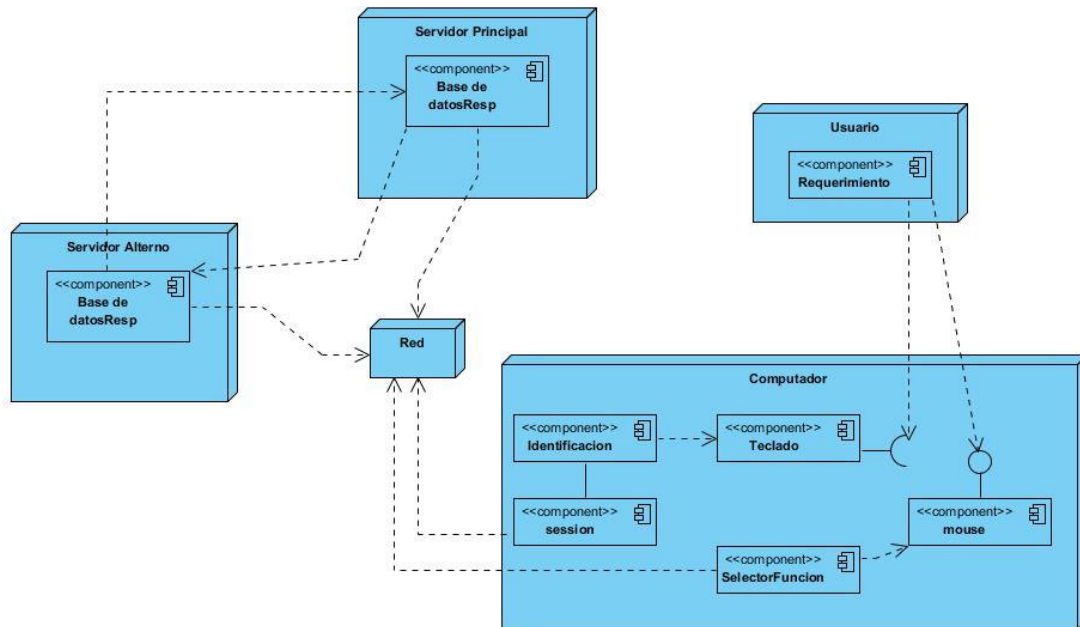 Servidor Principal
<<component>>
Base de
datosResp
Usuario
<<component>>
Requerimiento
Servidor Alterno
<<component>>
Base de
datosResp
Red
Computador
<<component>>
Identificacion
<<component>>
Teclado
<<component>>
session
<<component>>
mouse
<<component>>
SelectorFuncion